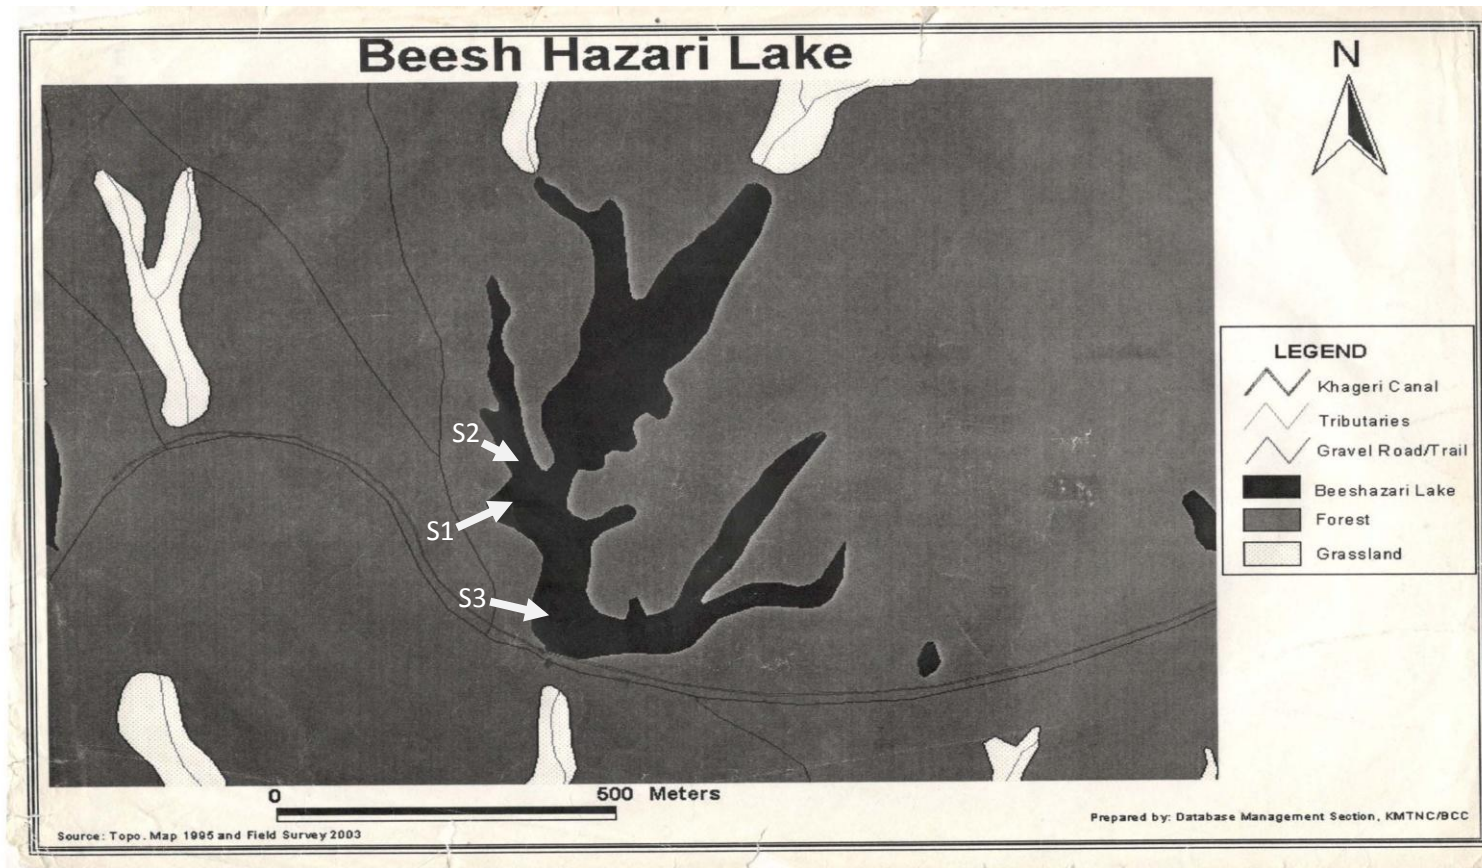 Beesh Hazari Lake
N
S2
S1
S3
LEGEND
Khageri Canal
Tributaries
Gravel Road/Trail
Beeshazari Lake
Forest
Grassland
0 500 Meters
Source: Topo. Map 1995 and Field Survey 2003
Prepared by: Database Management Section, KMTNC/BCC